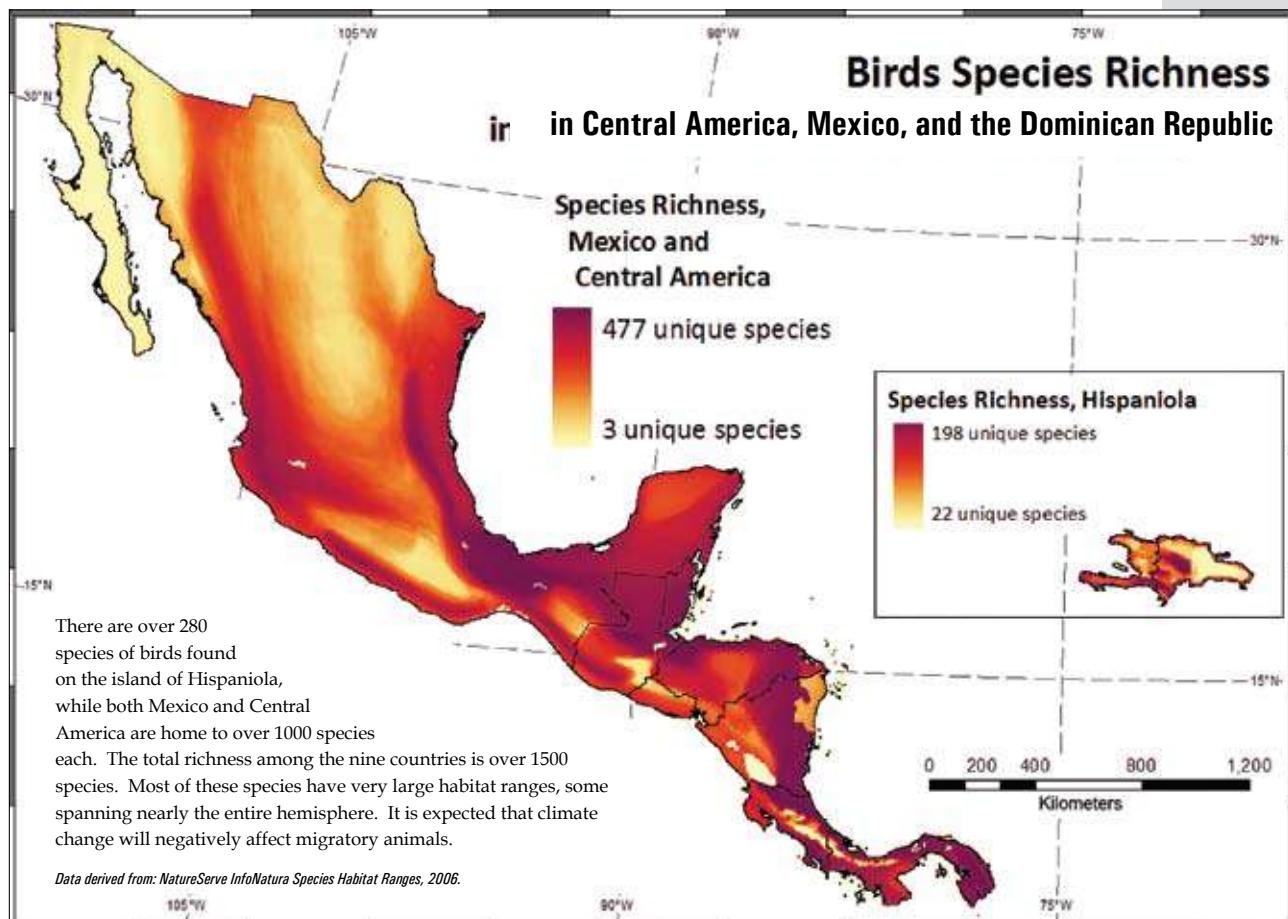 105°W
90°W
75°W
Birds Species Richness
in Central America, Mexico, and the Dominican Republic
30°N
30°N
Species Richness,
Mexico and
Central America
477 unique species
3 unique species
Species Richness, Hispaniola
198 unique species
22 unique species
15°N
15°N
There are over 280
species of birds found
on the island of Hispaniola,
while both Mexico and Central
America are home to over 1000 species
each. The total richness among the nine countries is over 1500
species. Most of these species have very large habitat ranges, some
spanning nearly the entire hemisphere. It is expected that climate
change will negatively affect migratory animals.
0 200 400 800 1,200
Kilometers
Data derived from: NatureServe InfoNatura Species Habitat Ranges, 2006.
105°W
90°W
75°W